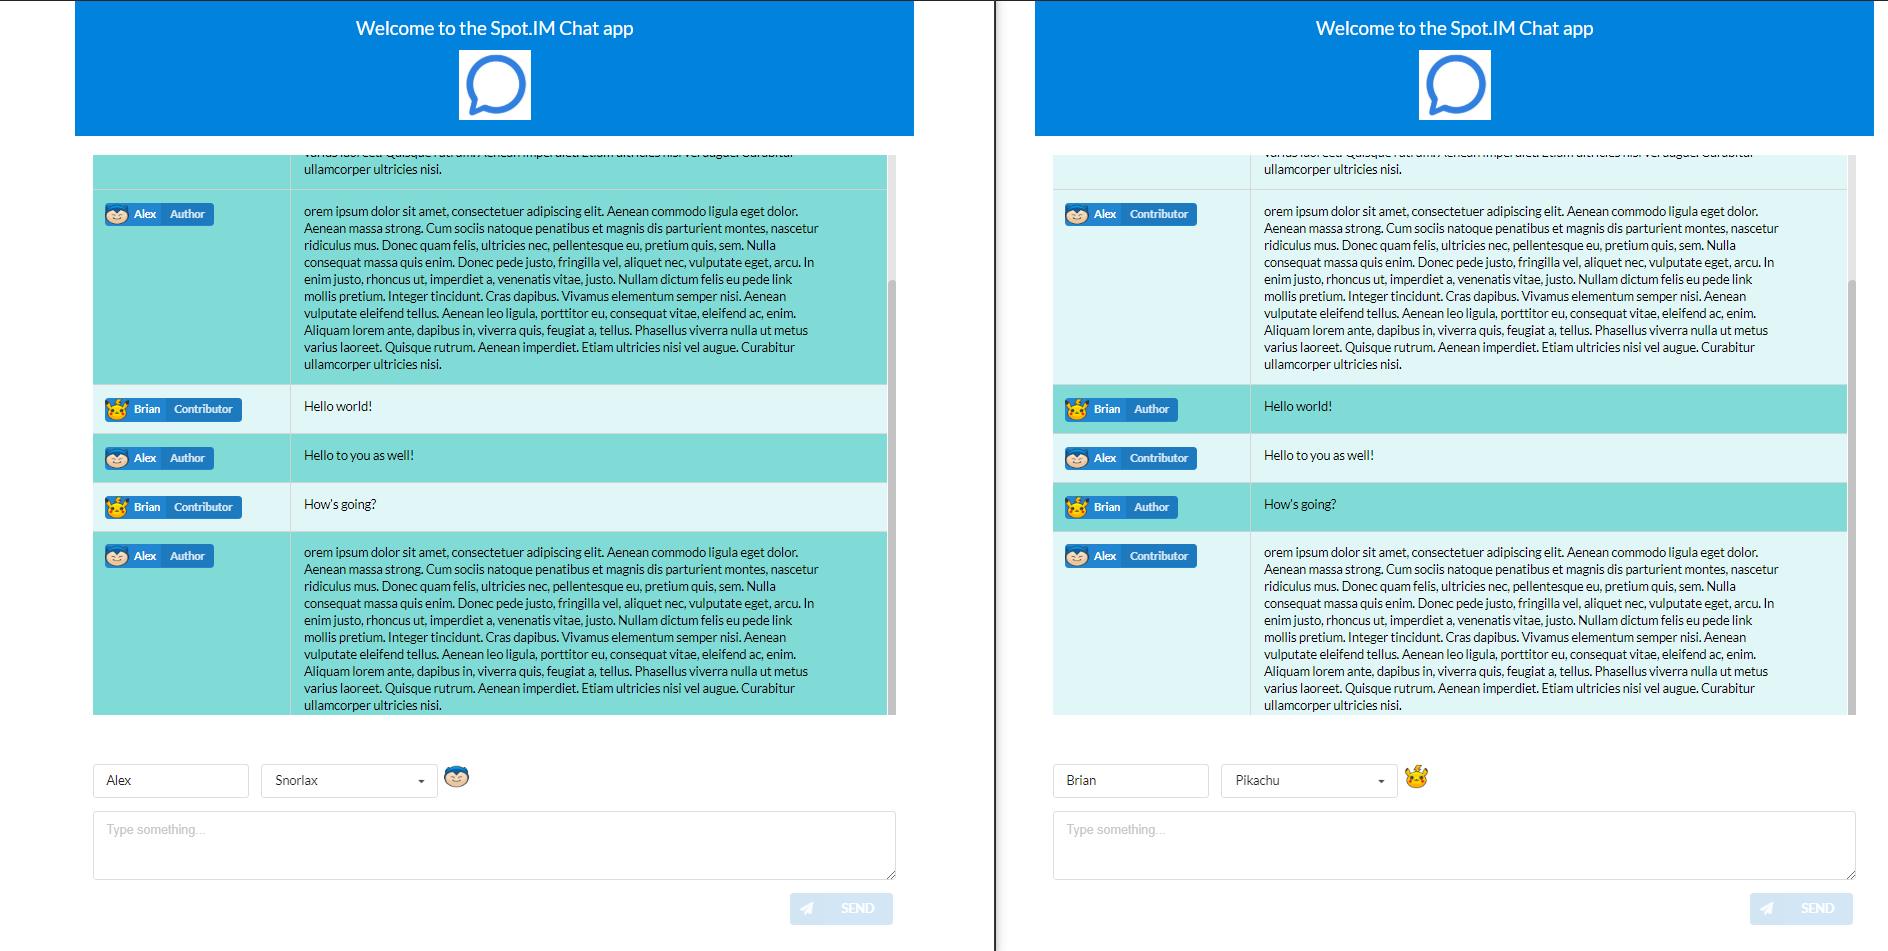 Welcome to the Spot.IM Chat app
varius laoreet. Quisque rutrum. Aenean imperdiet. Etiam ultricies nisi vel augue. Curabitur
ullamcorper ultricies nisi.
Alex Author
orem ipsum dolor sit amet, consectetuer adipiscing elit. Aenean commodo ligula eget dolor.
Aenean massa strong. Cum sociis natoque penatibus et magnis dis parturient montes, nascetur
ridiculus mus. Donec quam felis, ultricies nec, pellentesque eu, pretium quis, sem. Nulla
consequat massa quis enim. Donec pede justo, fringilla vel, aliquet nec, vulputate eget, arcu. In
enim justo, rhoncus ut, imperdiet a, venenatis vitae, justo. Nullam dictum felis eu pede link
mollis pretium. Integer tincidunt. Cras dapibus. Vivamus elementum semper nisi. Aenean
vulputate eleifend tellus. Aenean leo ligula, porttitor eu, consequat vitae, eleifend ac, enim.
Aliquam lorem ante, dapibus in, viverra quis, feugiat a, tellus. Phasellus viverra nulla ut metus
varius laoreet. Quisque rutrum. Aenean imperdiet. Etiam ultricies nisi vel augue. Curabitur
ullamcorper ultricies nisi.
Brian Contributor
Hello world!
Alex Author
Hello to you as well!
Brian Contributor
How's going?
Alex Author
orem ipsum dolor sit amet, consectetuer adipiscing elit. Aenean commodo ligula eget dolor.
Aenean massa strong. Cum sociis natoque penatibus et magnis dis parturient montes, nascetur
ridiculus mus. Donec quam felis, ultricies nec, pellentesque eu, pretium quis, sem. Nulla
consequat massa quis enim. Donec pede justo, fringilla vel, aliquet nec, vulputate eget, arcu. In
enim justo, rhoncus ut, imperdiet a, venenatis vitae, justo. Nullam dictum felis eu pede link
mollis pretium. Integer tincidunt. Cras dapibus. Vivamus elementum semper nisi. Aenean
vulputate eleifend tellus. Aenean leo ligula, porttitor eu, consequat vitae, eleifend ac, enim.
Aliquam lorem ante, dapibus in, viverra quis, feugiat a, tellus. Phasellus viverra nulla ut metus
varius laoreet. Quisque rutrum. Aenean imperdiet. Etiam ultricies nisi vel augue. Curabitur
ullamcorper ultricies nisi.
Alex
Snorlax
Type something...
SEND
Welcome to the Spot.IM Chat app
varius laoreet. Quisque rutrum. Aenean imperdiet. Etiam ultricies nisi vel augue. Curabitur
ullamcorper ultricies nisi.
Alex Contributor
orem ipsum dolor sit amet, consectetuer adipiscing elit. Aenean commodo ligula eget dolor.
Aenean massa strong. Cum sociis natoque penatibus et magnis dis parturient montes, nascetur
ridiculus mus. Donec quam felis, ultricies nec, pellentesque eu, pretium quis, sem. Nulla
consequat massa quis enim. Donec pede justo, fringilla vel, aliquet nec, vulputate eget, arcu. In
enim justo, rhoncus ut, imperdiet a, venenatis vitae, justo. Nullam dictum felis eu pede link
mollis pretium. Integer tincidunt. Cras dapibus. Vivamus elementum semper nisi. Aenean
vulputate eleifend tellus. Aenean leo ligula, porttitor eu, consequat vitae, eleifend ac, enim.
Aliquam lorem ante, dapibus in, viverra quis, feugiat a, tellus. Phasellus viverra nulla ut metus
varius laoreet. Quisque rutrum. Aenean imperdiet. Etiam ultricies nisi vel augue. Curabitur
ullamcorper ultricies nisi.
Brian Author
Hello world!
Alex Contributor
Hello to you as well!
Brian Author
How's going?
Alex Contributor
orem ipsum dolor sit amet, consectetuer adipiscing elit. Aenean commodo ligula eget dolor.
Aenean massa strong. Cum sociis natoque penatibus et magnis dis parturient montes, nascetur
ridiculus mus. Donec quam felis, ultricies nec, pellentesque eu, pretium quis, sem. Nulla
consequat massa quis enim. Donec pede justo, fringilla vel, aliquet nec, vulputate eget, arcu. In
enim justo, rhoncus ut, imperdiet a, venenatis vitae, justo. Nullam dictum felis eu pede link
mollis pretium. Integer tincidunt. Cras dapibus. Vivamus elementum semper nisi. Aenean
vulputate eleifend tellus. Aenean leo ligula, porttitor eu, consequat vitae, eleifend ac, enim.
Aliquam lorem ante, dapibus in, viverra quis, feugiat a, tellus. Phasellus viverra nulla ut metus
varius laoreet. Quisque rutrum. Aenean imperdiet. Etiam ultricies nisi vel augue. Curabitur
ullamcorper ultricies nisi.
Brian
Pikachu
Type something...
SEND